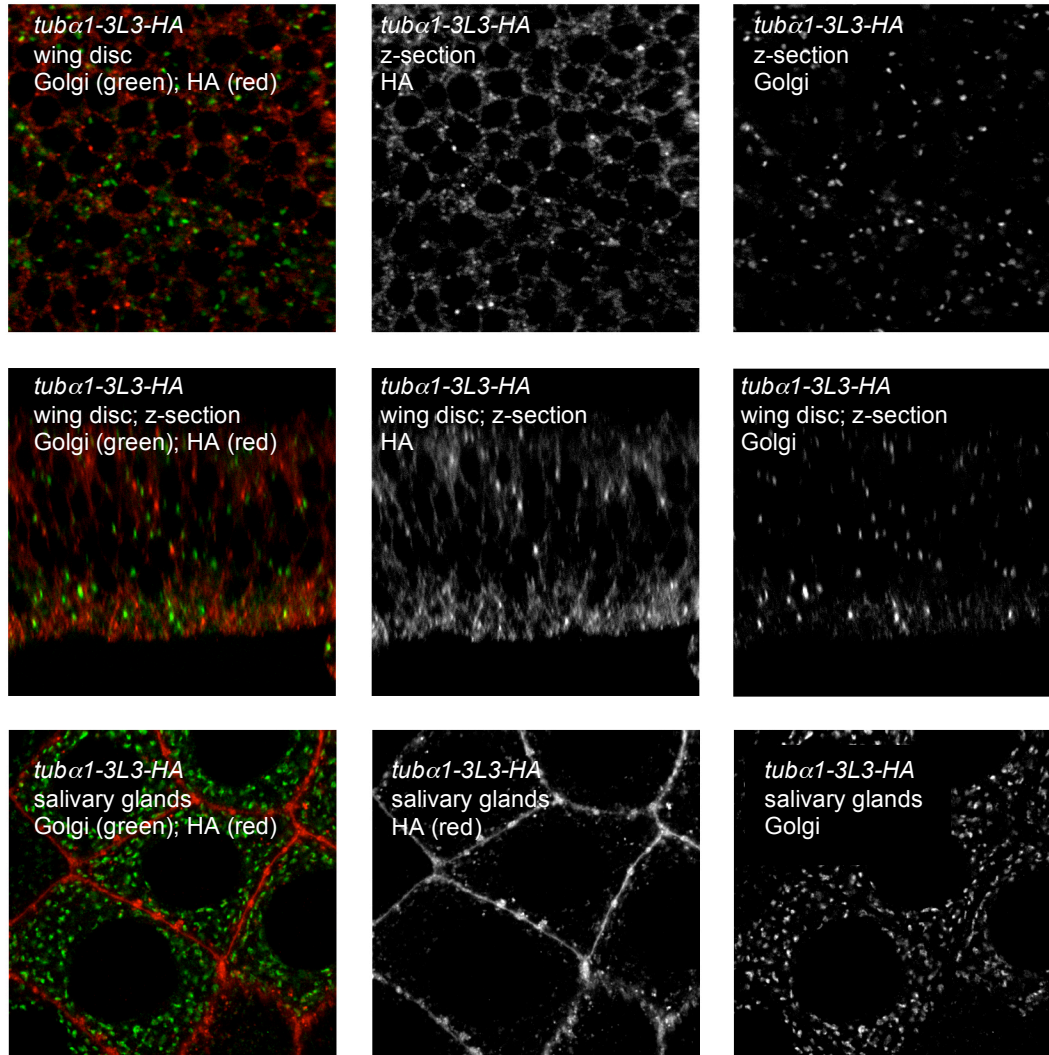 tubα1-3L3-HA
wing disc
Golgi (green); HA (red)
tubα1-3L3-HA
z-section
HA
tubα1-3L3-HA
z-section
Golgi
tubα1-3L3-HA
wing disc; z-section
Golgi (green); HA (red)
tubα1-3L3-HA
wing disc; z-section
HA
tubα1-3L3-HA
wing disc; z-section
Golgi
tubα1-3L3-HA
salivary glands
Golgi (green); HA (red)
tubα1-3L3-HA
salivary glands
HA (red)
tubα1-3L3-HA
salivary glands
Golgi